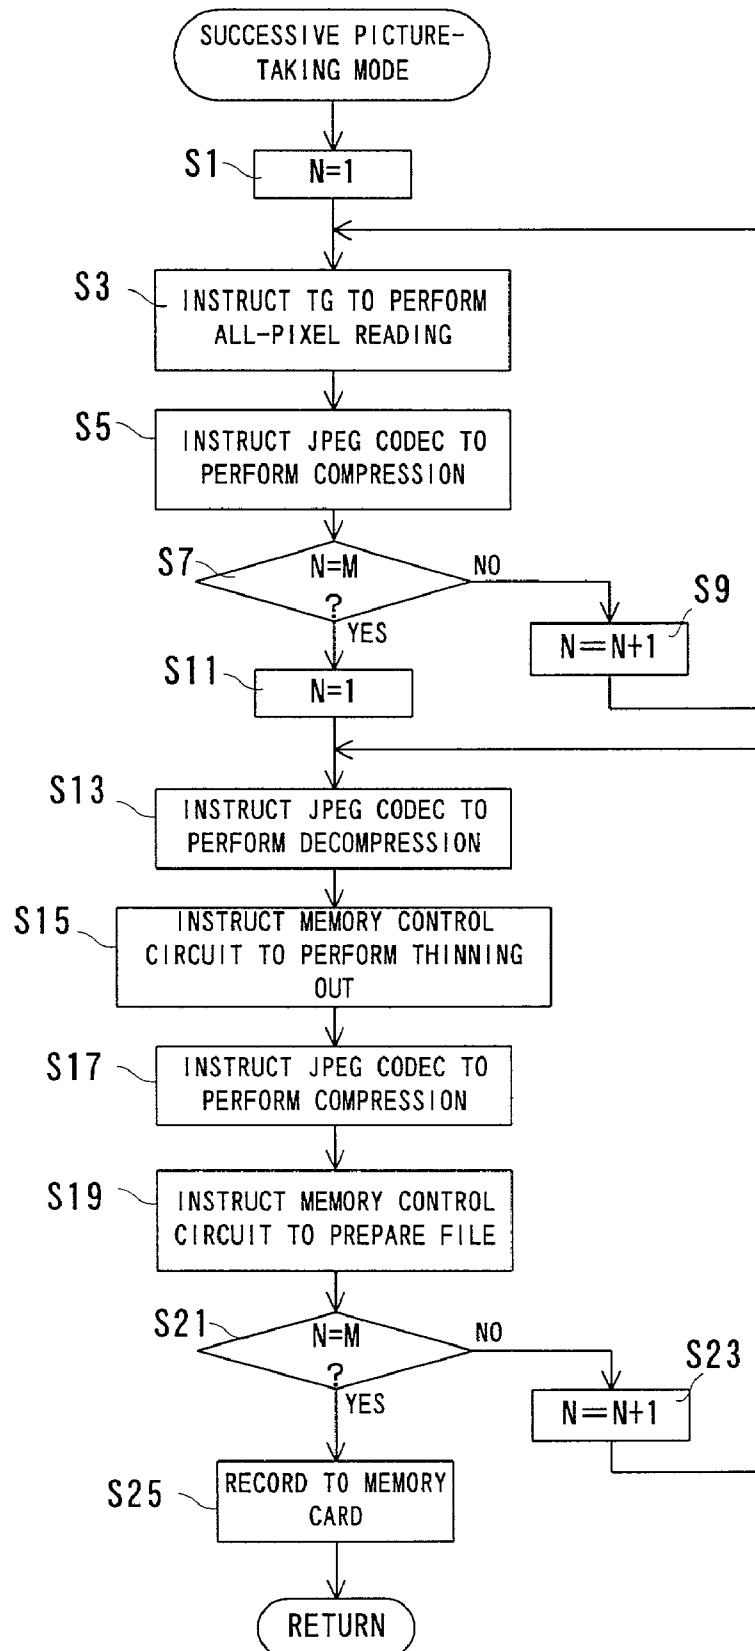 SUCCESSIVE PICTURE-
TAKING MODE
S1
N=1
S3
INSTRUCT TG TO PERFORM
ALL-PIXEL READING
S5
INSTRUCT JPEG CODEC TO
PERFORM COMPRESSION
S7
N=M
?
NO
YES
S9
N=N+1
S11
N=1
S13
INSTRUCT JPEG CODEC TO
PERFORM DECOMPRESSION
S15
INSTRUCT MEMORY CONTROL
CIRCUIT TO PERFORM THINNING
OUT
S17
INSTRUCT JPEG CODEC TO
PERFORM COMPRESSION
S19
INSTRUCT MEMORY CONTROL
CIRCUIT TO PREPARE FILE
S21
N=M
?
NO
YES
S23
N=N+1
S25
RECORD TO MEMORY
CARD
RETURN